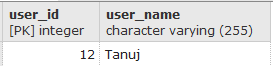 user_id user_name
[PK] integer character varying (255)
12 Tanuj